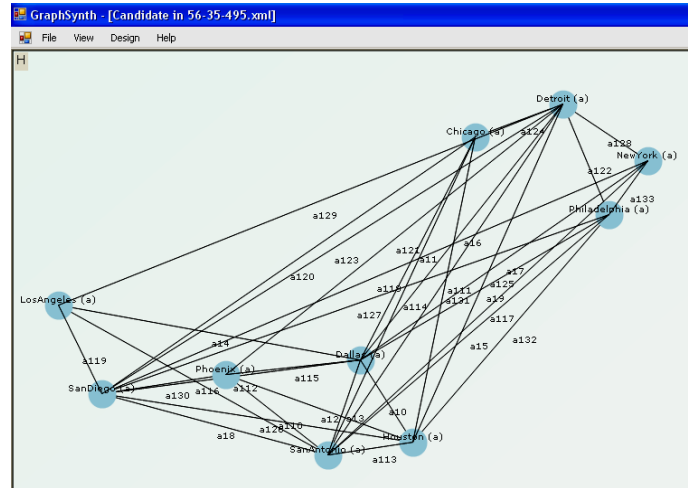 GraphSynth - [Candidate in 56-35-495.xml]
File View Design Help
H
Detroit (a)
Chicago (a)
a124
a128
NewYork (a)
a122
a133
Philadelphia (a)
a129
a121
a16
a123
a11
a120
a17
a118
a111
a125
a131
a19
LosAngeles (a)
a127
a114
a117
a132
a14
a15
Dallas (a)
a119
Phoenix (a)
a115
SanDiego (a)
a130
a116
a112
a10
a12
a13
a110
a126
a18
Houston (a)
SanAntonio (a)
a113